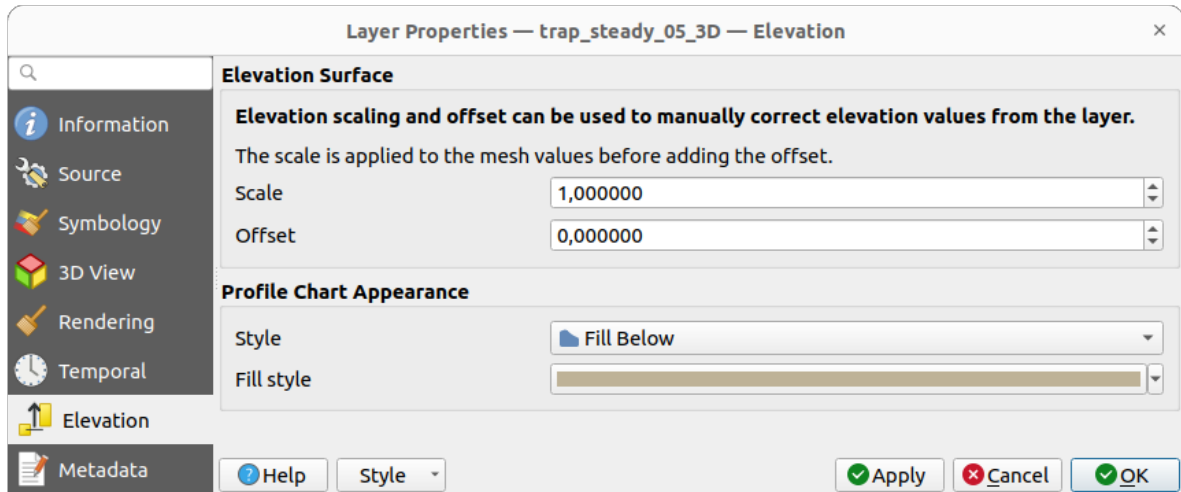 Layer Properties — trap_steady_05_3D — Elevation
Information
Source
Symbology
3D View
Rendering
Temporal
Elevation
Metadata
Elevation Surface
Elevation scaling and offset can be used to manually correct elevation values from the layer.
The scale is applied to the mesh values before adding the offset.
Scale 1,000000
Offset 0,000000
Profile Chart Appearance
Style Fill Below
Fill style
Help Style Apply Cancel OK